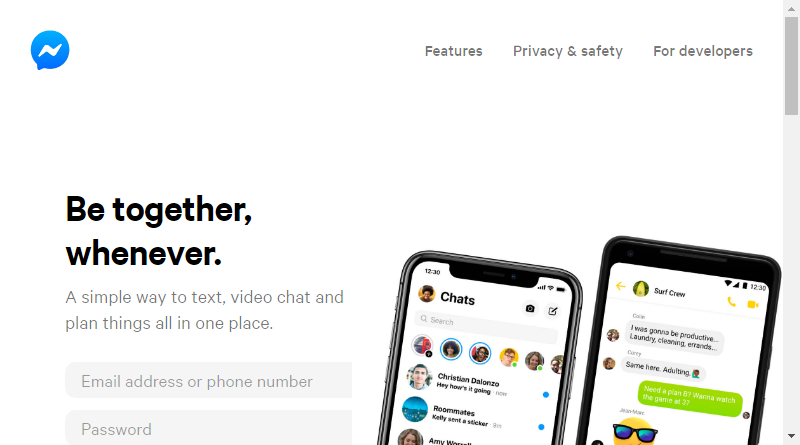 Features
Privacy & safety
For developers
Be together,
whenever.
A simple way to text, video chat and
plan things all in one place.
Email address or phone number
Password
12:30
Chats
Search
Christian Dalonzo
Hey how's it going · now
Roommates
Kelly sent a sticker · 9m
Amy Worrall
12:30
Surf Crew
Colin
I was gonna be productive...
Laundry, cleaning, errands...
Corey
Same here. Adulting.
Need a plan B? Wanna watch
the game at 3?
Jean-Marc